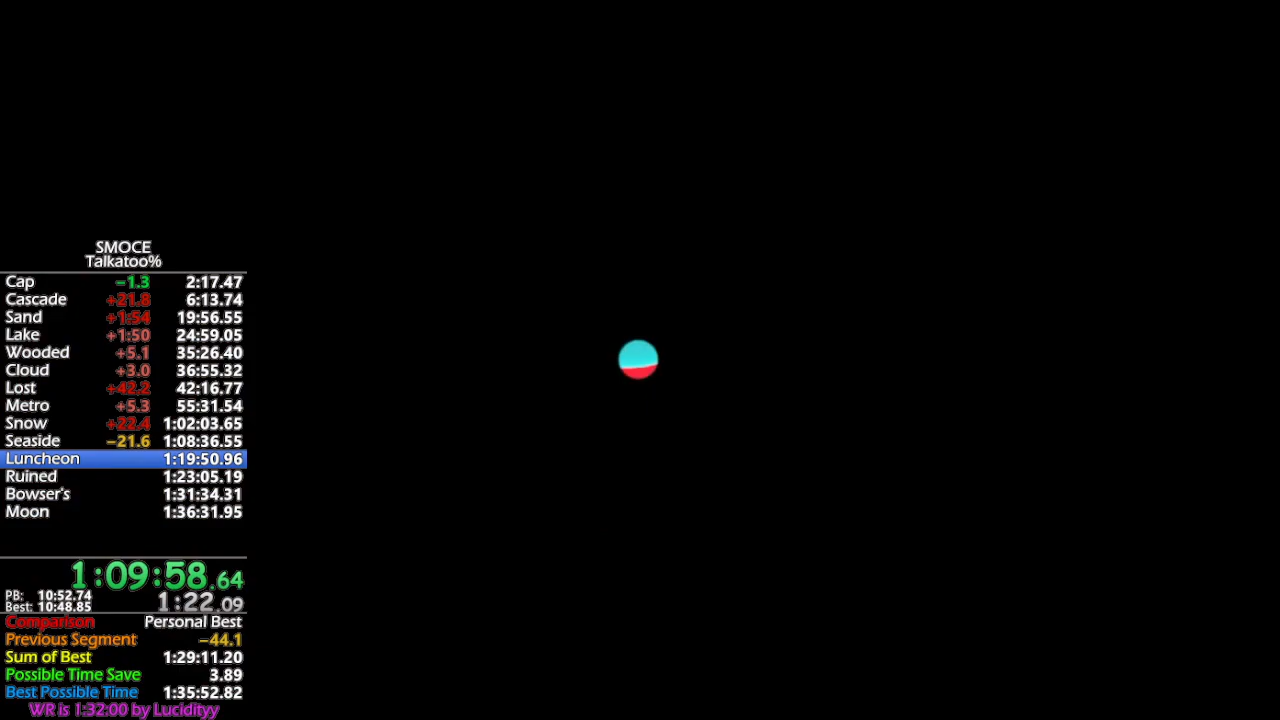 SMOCE
Talkatoo%
Cap −1.3 2:17.47
Cascade +21.8 6:13.74
Sand +1:54 19:56.55
Lake +1:50 24:59.05
Wooded +5.1 35:26.40
Cloud +3.0 36:55.32
Lost +42.2 42:16.77
Metro +5.3 55:31.54
Snow +22.4 1:02:03.65
Seaside −21.6 1:08:36.55
Luncheon 1:19:50.96
Ruined 1:23:05.19
Bowser's 1:31:34.31
Moon 1:36:31.95
1:09:58.64
PB: 10:52.74
Best: 10:48.85 1:22.09
Comparison Personal Best
Previous Segment −44.1
Sum of Best 1:29:11.20
Possible Time Save 3.89
Best Possible Time 1:35:52.82
WR is 1:32:00 by Lucidityy